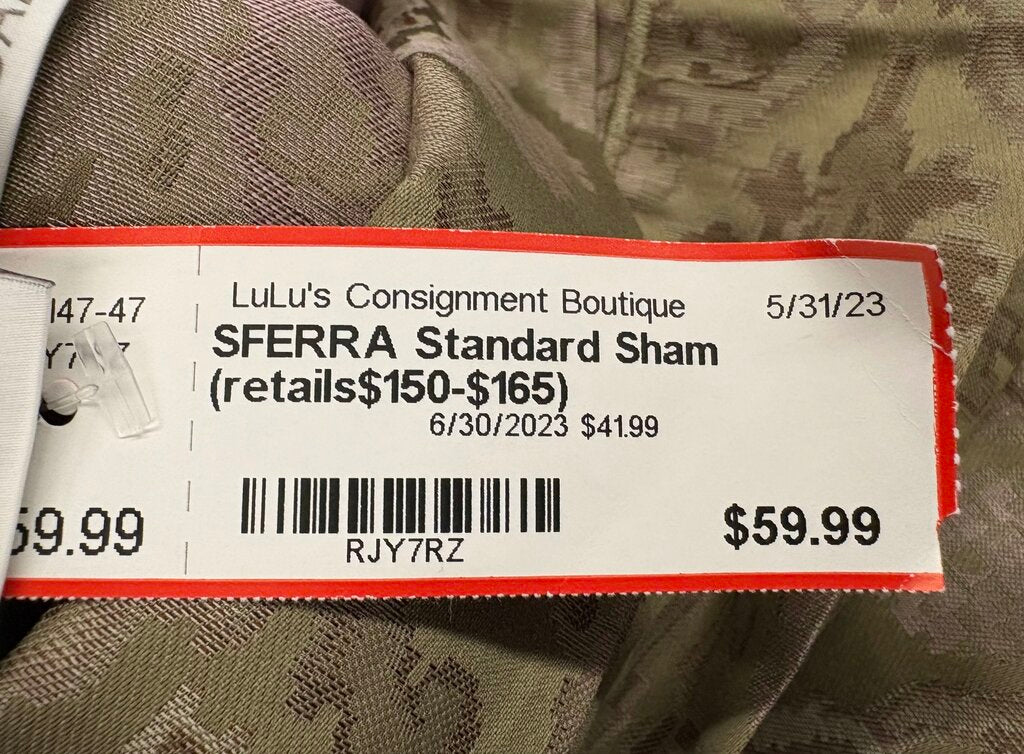 147-47
59.99
LuLu's Consignment Boutique 5/31/23
SFERRA Standard Sham
(retails$150-$165)
6/30/2023 $41.99
RJY7RZ
$59.99